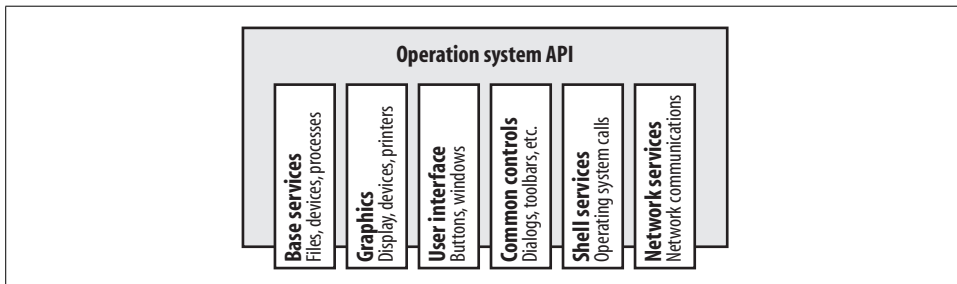 Operation system API
Base services
Files, devices, processes
Graphics
Display, devices, printers
User interface
Buttons, windows
Common controls
Dialogs, toolbars, etc.
Shell services
Operating system calls
Network services
Network communications